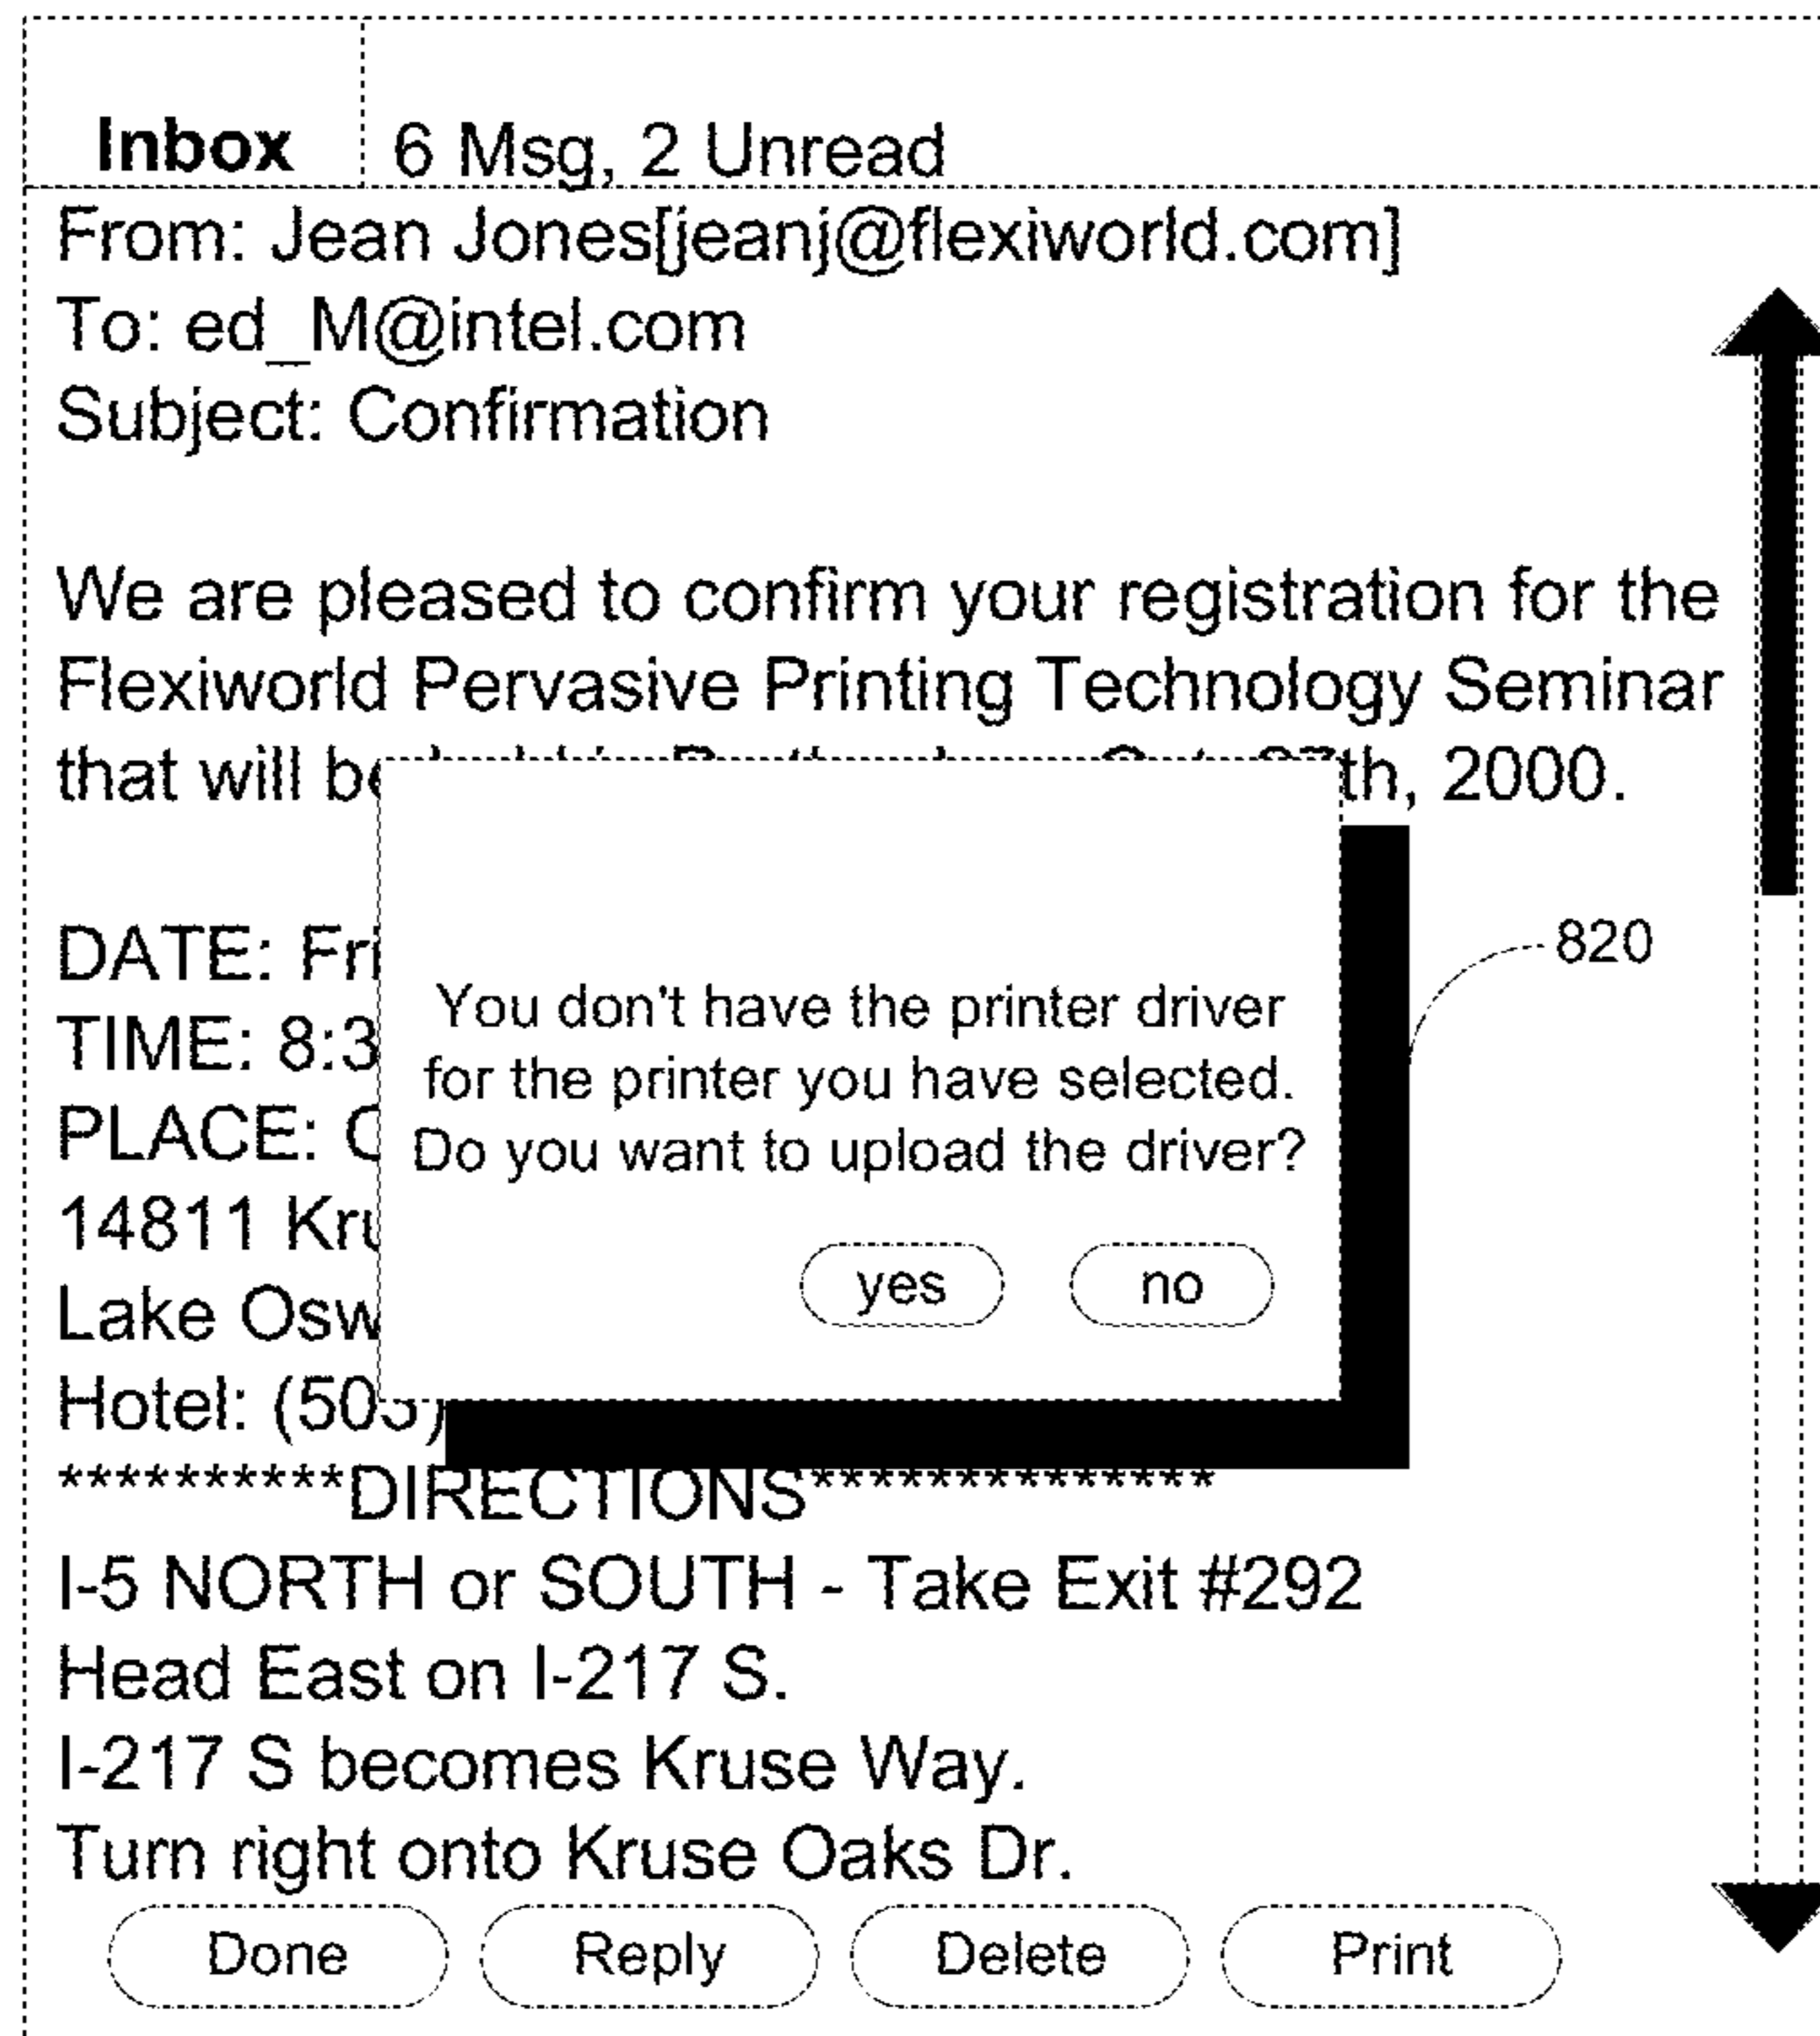 Inbox 6 Msg, 2 Unread
From: Jean Jones[jeanj@flexiworld.com]
To: ed_M@intel.com
Subject: Confirmation
We are pleased to confirm your registration for the
Flexiworld Pervasive Printing Technology Seminar
that will th, 2000.
DATE:
TIME: 8:3
PLACE:
14811
Lake
Hotel: (503)
You don't have the printer driver
for the printer you have selected.
Do you want to upload the driver?
yes no
820
**********DIRECTIONS**************
I-5 NORTH or SOUTH - Take Exit #292
Head East on I-217 S.
I-217 S becomes Kruse Way.
Turn right onto Kruse Oaks Dr.
Done Reply Delete Print